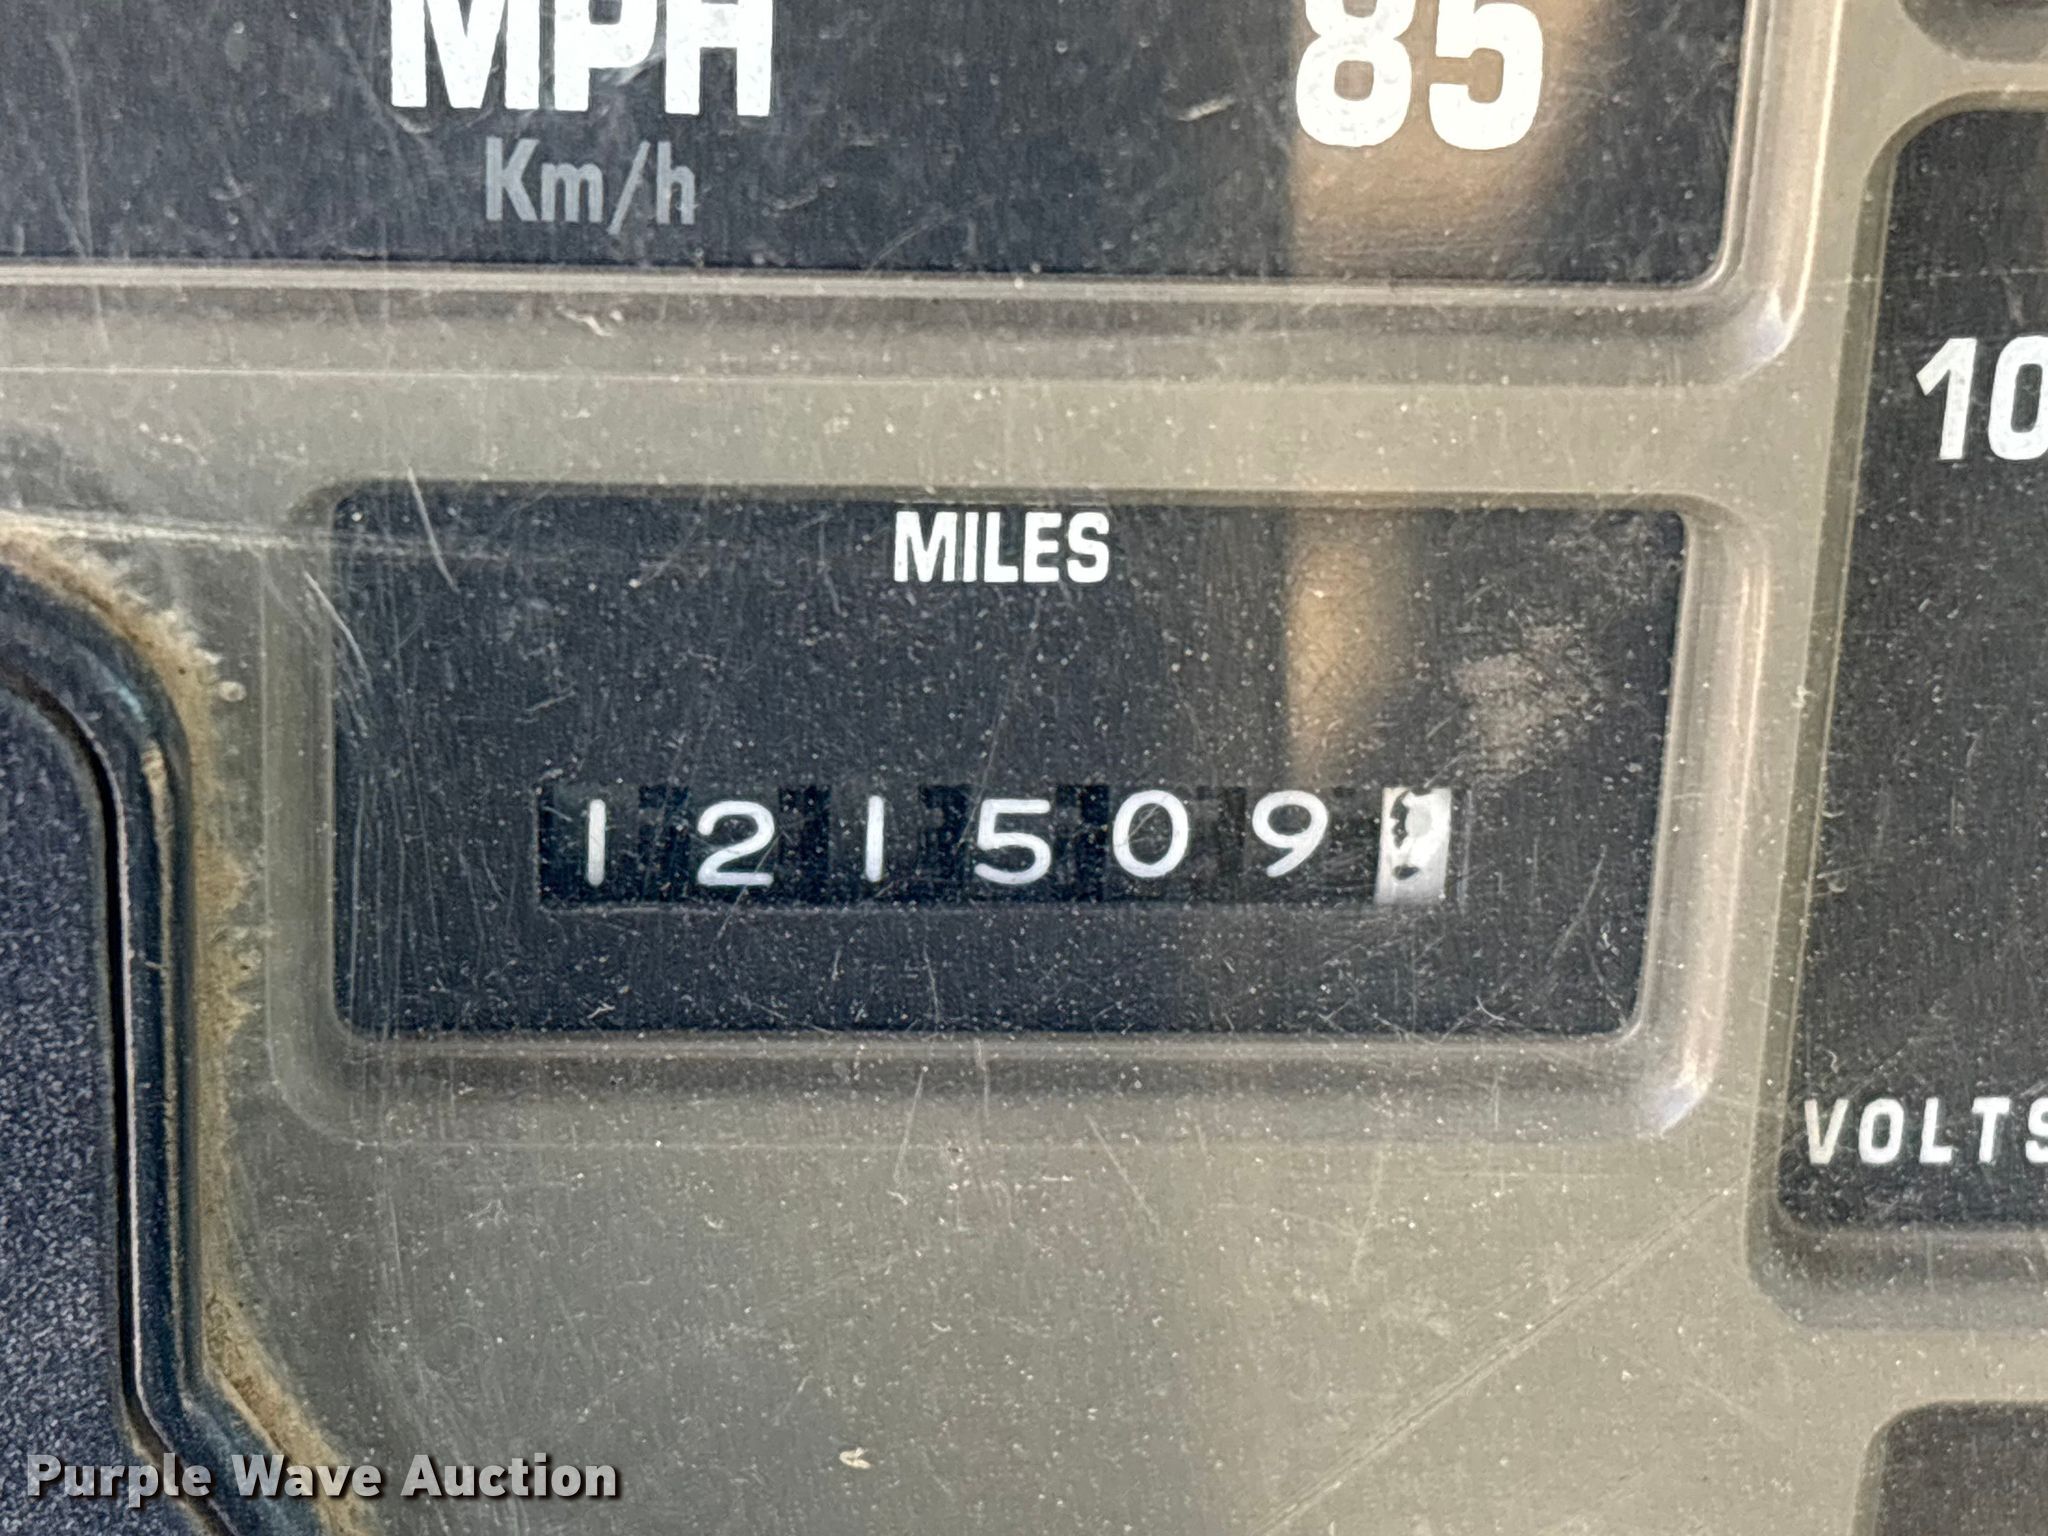 MPH
85
Km/h
10
MILES
121509
VOLTS
Purple Wave Auction